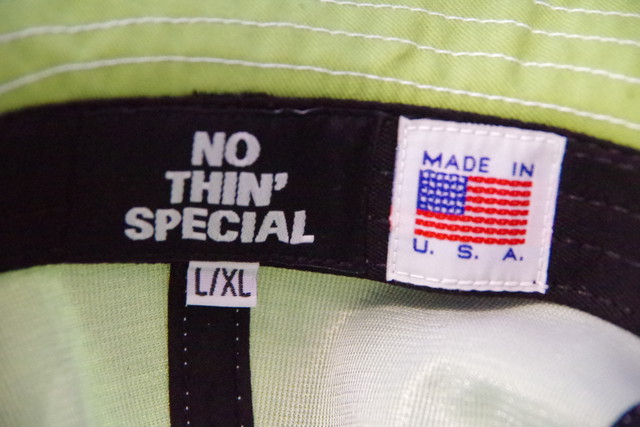 NO
THIN'
SPECIAL
L/XL
MADE IN
U. S. A.